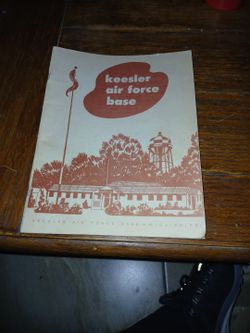 keesler
air force
base
KEESLER AIR FORCE BASE • MISSISSIPPI